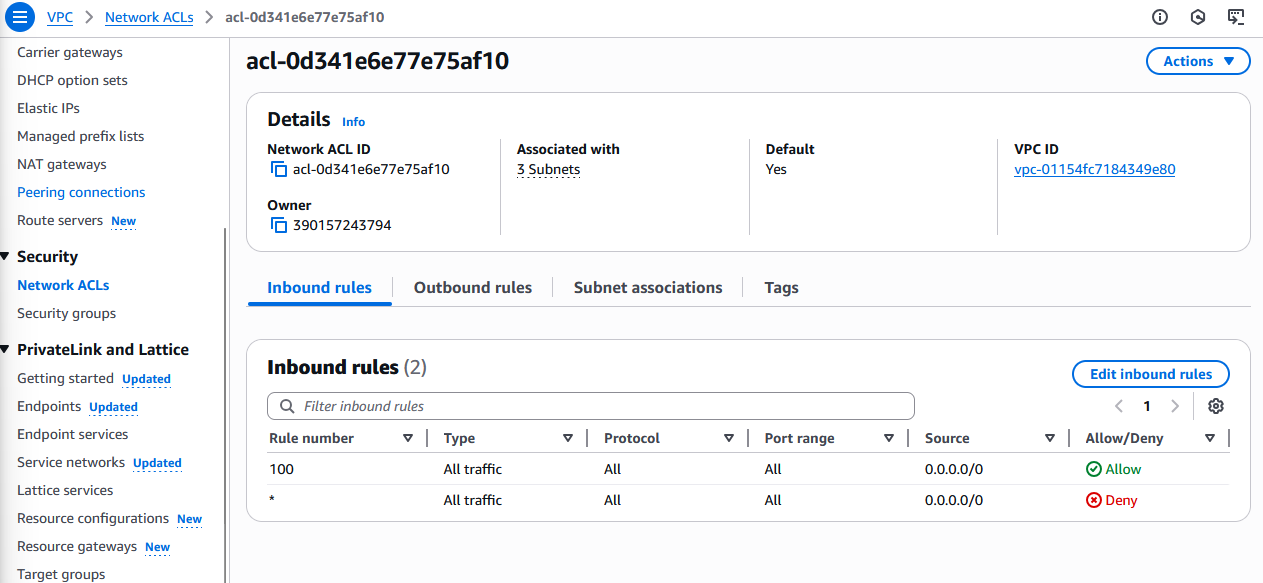 VPC > Network ACLs > acl-0d341e6e77e75af10
Carrier gateways
DHCP option sets
Elastic IPs
Managed prefix lists
NAT gateways
Peering connections
Route servers New
Security
Network ACLs
Security groups
PrivateLink and Lattice
Getting started Updated
Endpoints Updated
Endpoint services
Service networks Updated
Lattice services
Resource configurations New
Resource gateways New
Target groups
acl-0d341e6e77e75af10
Actions
Details Info
Network ACL ID
acl-0d341e6e77e75af10
Associated with
3 Subnets
Default
Yes
VPC ID
vpc-01154fc7184349e80
Owner
390157243794
Inbound rules Outbound rules Subnet associations Tags
Inbound rules (2)
Edit inbound rules
Filter inbound rules
1
Rule number Type Protocol Port range Source Allow/Deny
100 All traffic All All 0.0.0.0/0 Allow
* All traffic All All 0.0.0.0/0 Deny